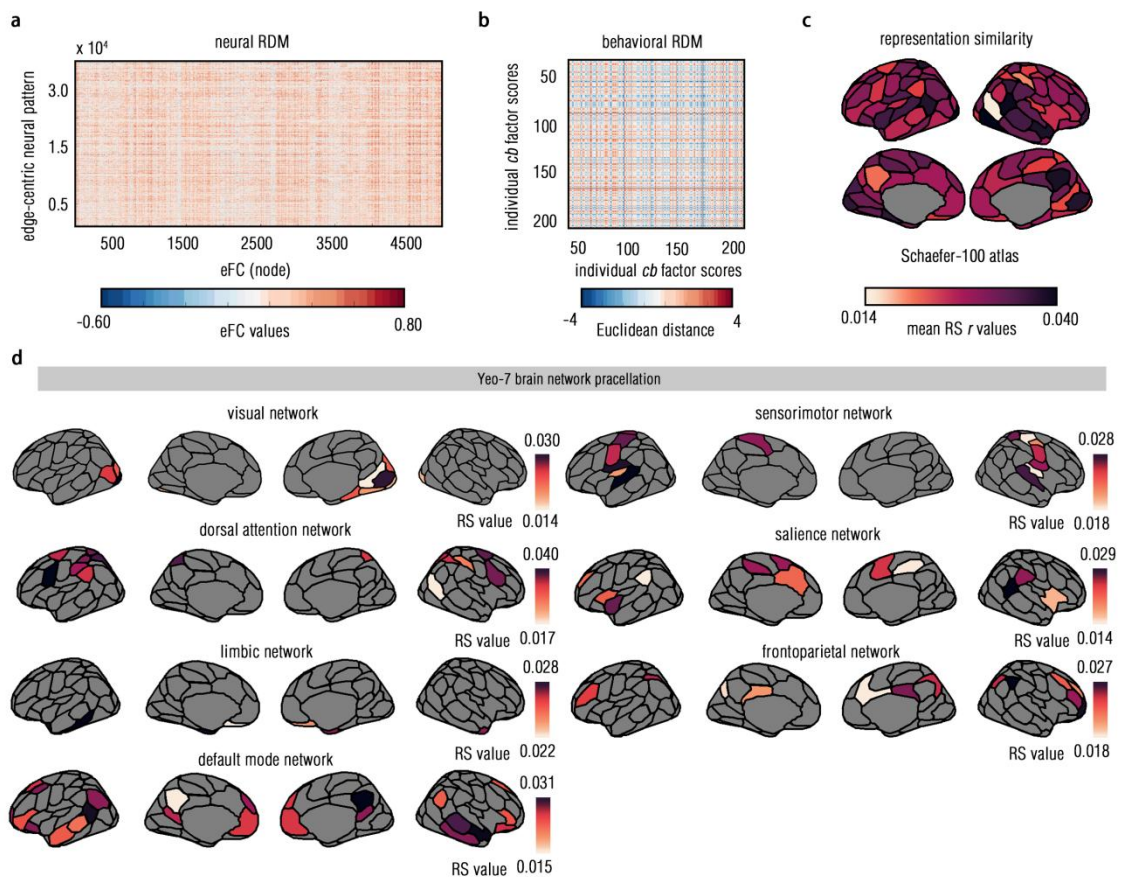 a
neural RDM
x 10⁴
3.0
1.5
0.5
edge-centric neural pattern
500 1500 2500 3500 4500
eFC (node)
-0.60 0.80
eFC values
b
behavioral RDM
50
100
150
200
individual cb factor scores
50 100 150 200
individual cb factor scores
-4 4
Euclidean distance
c
representation similarity
Schaefer-100 atlas
0.014 0.040
mean RS r values
d
Yeo-7 brain network pracellation
visual network
0.030
RS value 0.014
sensorimotor network
0.028
RS value 0.018
dorsal attention network
0.040
RS value 0.017
salience network
0.029
RS value 0.014
limbic network
0.028
RS value 0.022
frontoparietal network
0.027
RS value 0.018
default mode network
0.031
RS value 0.015